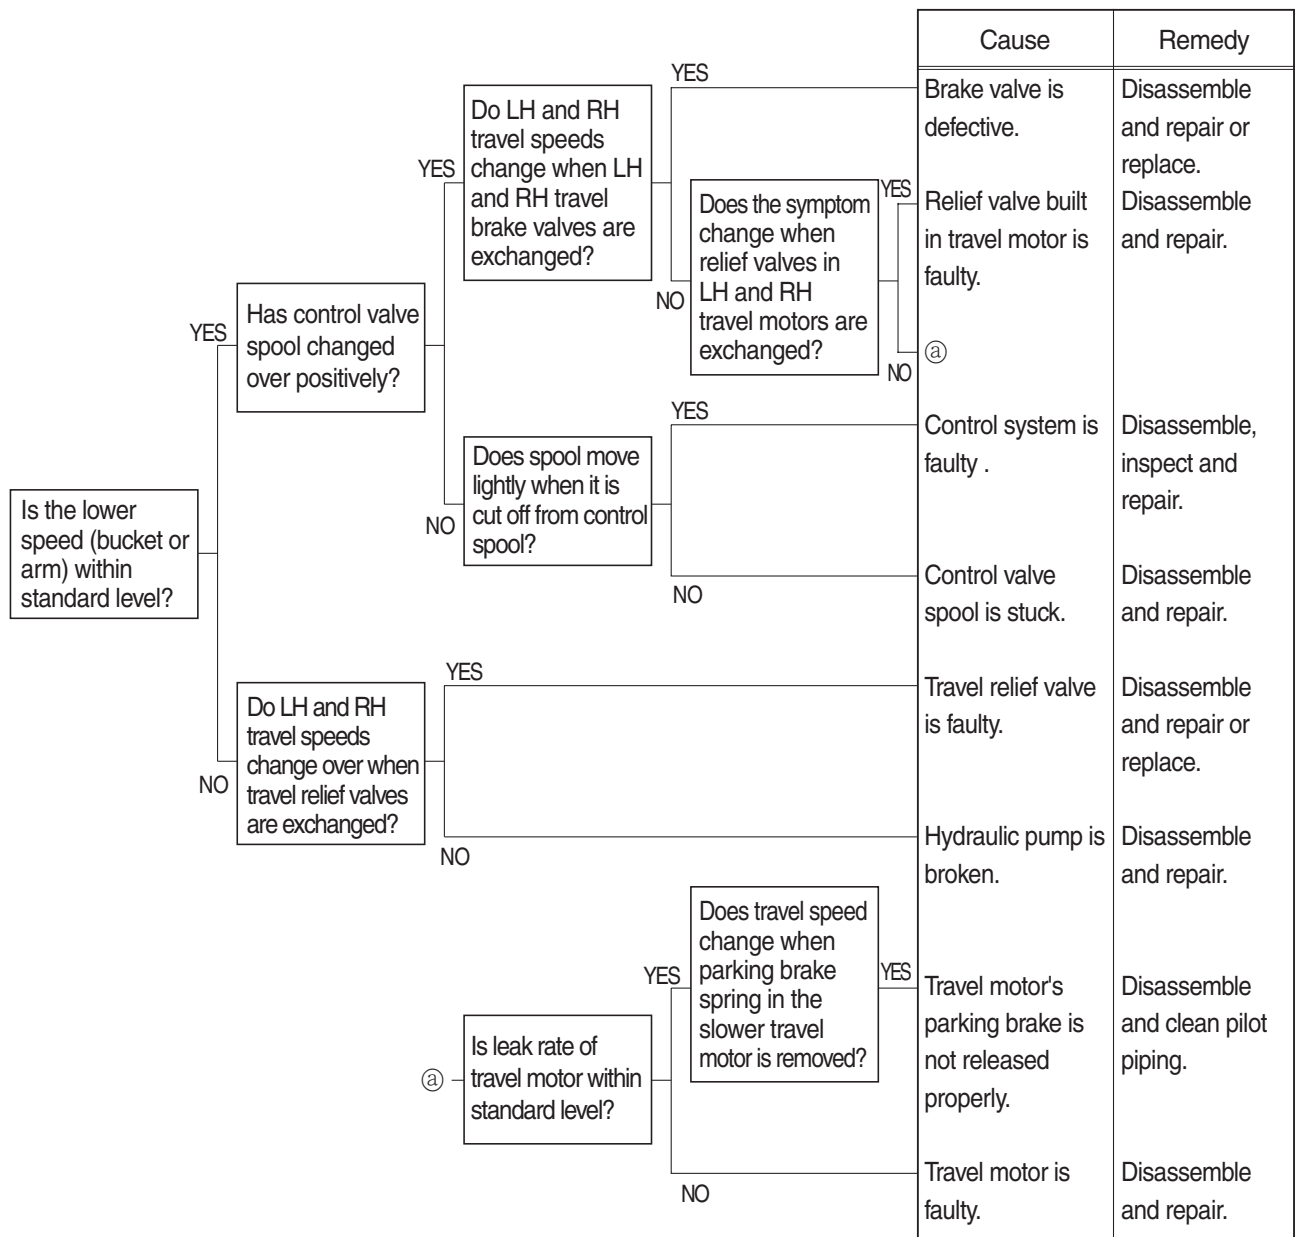 Cause
Remedy
YES
Brake valve is
defective.
Disassemble
and repair or
replace.
Do LH and RH
travel speeds
change when LH
and RH travel
brake valves are
exchanged?
YES
NO
Does the symptom
change when
relief valves in
LH and RH
travel motors are
exchanged?
YES
Relief valve built
in travel motor is
faulty.
Disassemble
and repair.
NO
ⓐ
YES
Has control valve
spool changed
over positively?
NO
Does spool move
lightly when it is
cut off from control
spool?
YES
Control system is
faulty .
Disassemble,
inspect and
repair.
NO
Control valve
spool is stuck.
Disassemble
and repair.
Is the lower
speed (bucket or
arm) within
standard level?
NO
Do LH and RH
travel speeds
change over when
travel relief valves
are exchanged?
YES
Travel relief valve
is faulty.
Disassemble
and repair or
replace.
NO
Hydraulic pump is
broken.
Disassemble
and repair.
ⓐ
Is leak rate of
travel motor within
standard level?
YES
Does travel speed
change when
parking brake
spring in the
slower travel
motor is removed?
YES
Travel motor's
parking brake is
not released
properly.
Disassemble
and clean pilot
piping.
NO
Travel motor is
faulty.
Disassemble
and repair.